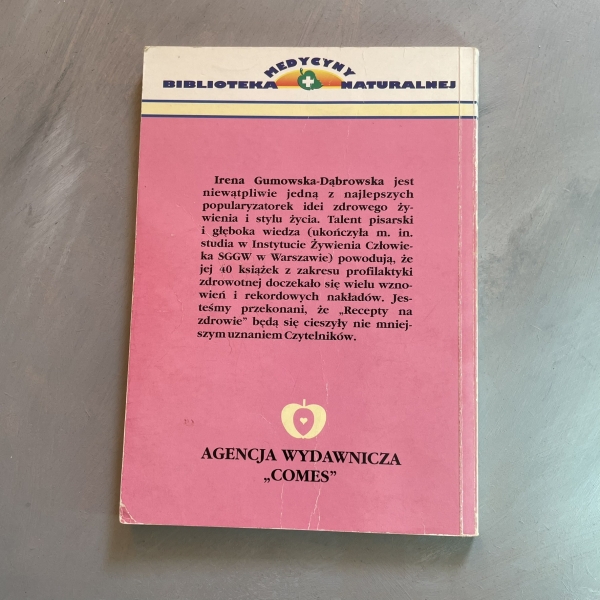 MEDYCYNY
BIBLIOTEKA NATURALNEJ
Irena Gumowska-Dąbrowska jest
niewątpliwie jedną z najlepszych
popularyzatorek idei zdrowego ży-
wienia i stylu życia. Talent pisarski
i głęboka wiedza (ukończyła m. in.
studia w Instytucie Żywienia Człowie-
ka SGGW w Warszawie) powodują, że
jej 40 książek z zakresu profilaktyki
zdrowotnej doczekało się wielu wzno-
wień i rekordowych nakładów. Jes-
teśmy przekonani, że „Recepty na
zdrowie” będą się cieszyły nie mniej-
szym uznaniem Czytelników.
AGENCJA WYDAWNICZA
„COMES”